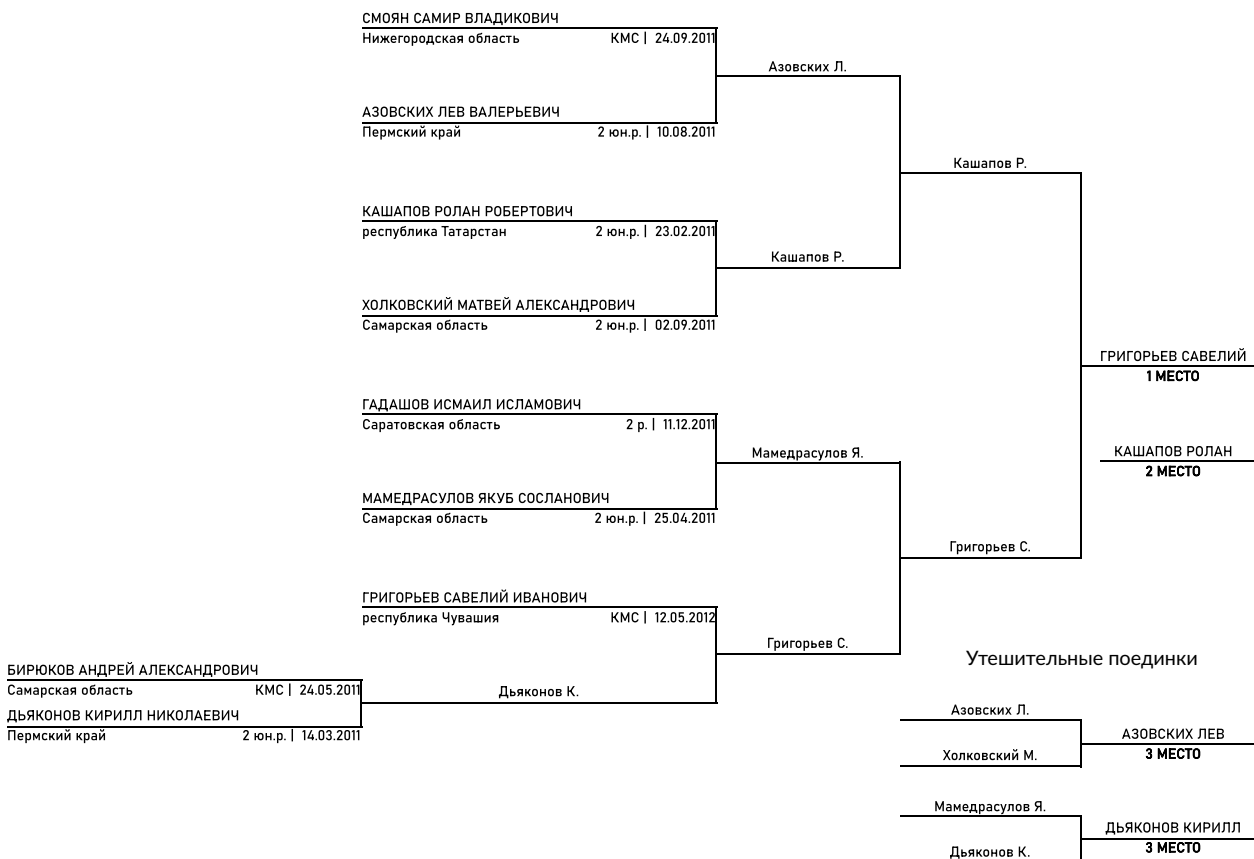 СМОЯН САМИР ВЛАДИКОВИЧ
Нижегородская область КМС | 24.09.2011
Азовских Л.
АЗОВСКИХ ЛЕВ ВАЛЕРЬЕВИЧ
Пермский край 2 юн.р. | 10.08.2011
Кашапов Р.
КАШАПОВ РОЛАН РОБЕРТОВИЧ
республика Татарстан 2 юн.р. | 23.02.2011
Кашапов Р.
ХОЛКОВСКИЙ МАТВЕЙ АЛЕКСАНДРОВИЧ
Самарская область 2 юн.р. | 02.09.2011
ГРИГОРЬЕВ САВЕЛИЙ
1 МЕСТО
ГАДАШОВ ИСМАИЛ ИСЛАМОВИЧ
Саратовская область 2 р. | 11.12.2011
Мамедрасулов Я.
КАШАПОВ РОЛАН
2 МЕСТО
МАМЕДРАСУЛОВ ЯКУБ СОСЛАНОВИЧ
Самарская область 2 юн.р. | 25.04.2011
Григорьев С.
ГРИГОРЬЕВ САВЕЛИЙ ИВАНОВИЧ
республика Чувашия КМС | 12.05.2012
Григорьев С.
Утешительные поединки
БИРЮКОВ АНДРЕЙ АЛЕКСАНДРОВИЧ
Самарская область КМС | 24.05.2011
Дьяконов К.
ДЬЯКОНОВ КИРИЛЛ НИКОЛАЕВИЧ
Пермский край 2 юн.р. | 14.03.2011
Азовских Л.
АЗОВСКИХ ЛЕВ
3 МЕСТО
Холковский М.
Мамедрасулов Я.
ДЬЯКОНОВ КИРИЛЛ
3 МЕСТО
Дьяконов К.